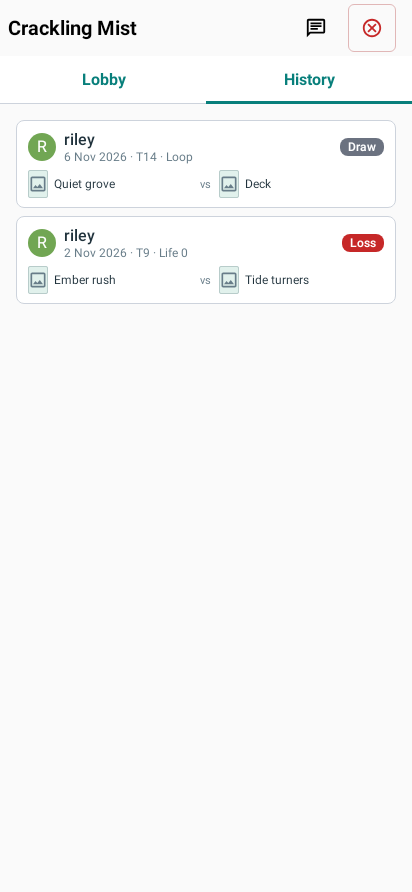 Crackling Mist
Lobby
History
R
riley
6 Nov 2026 · T14 · Loop
Draw
Quiet grove
vs
Deck
R
riley
2 Nov 2026 · T9 · Life 0
Loss
Ember rush
vs
Tide turners